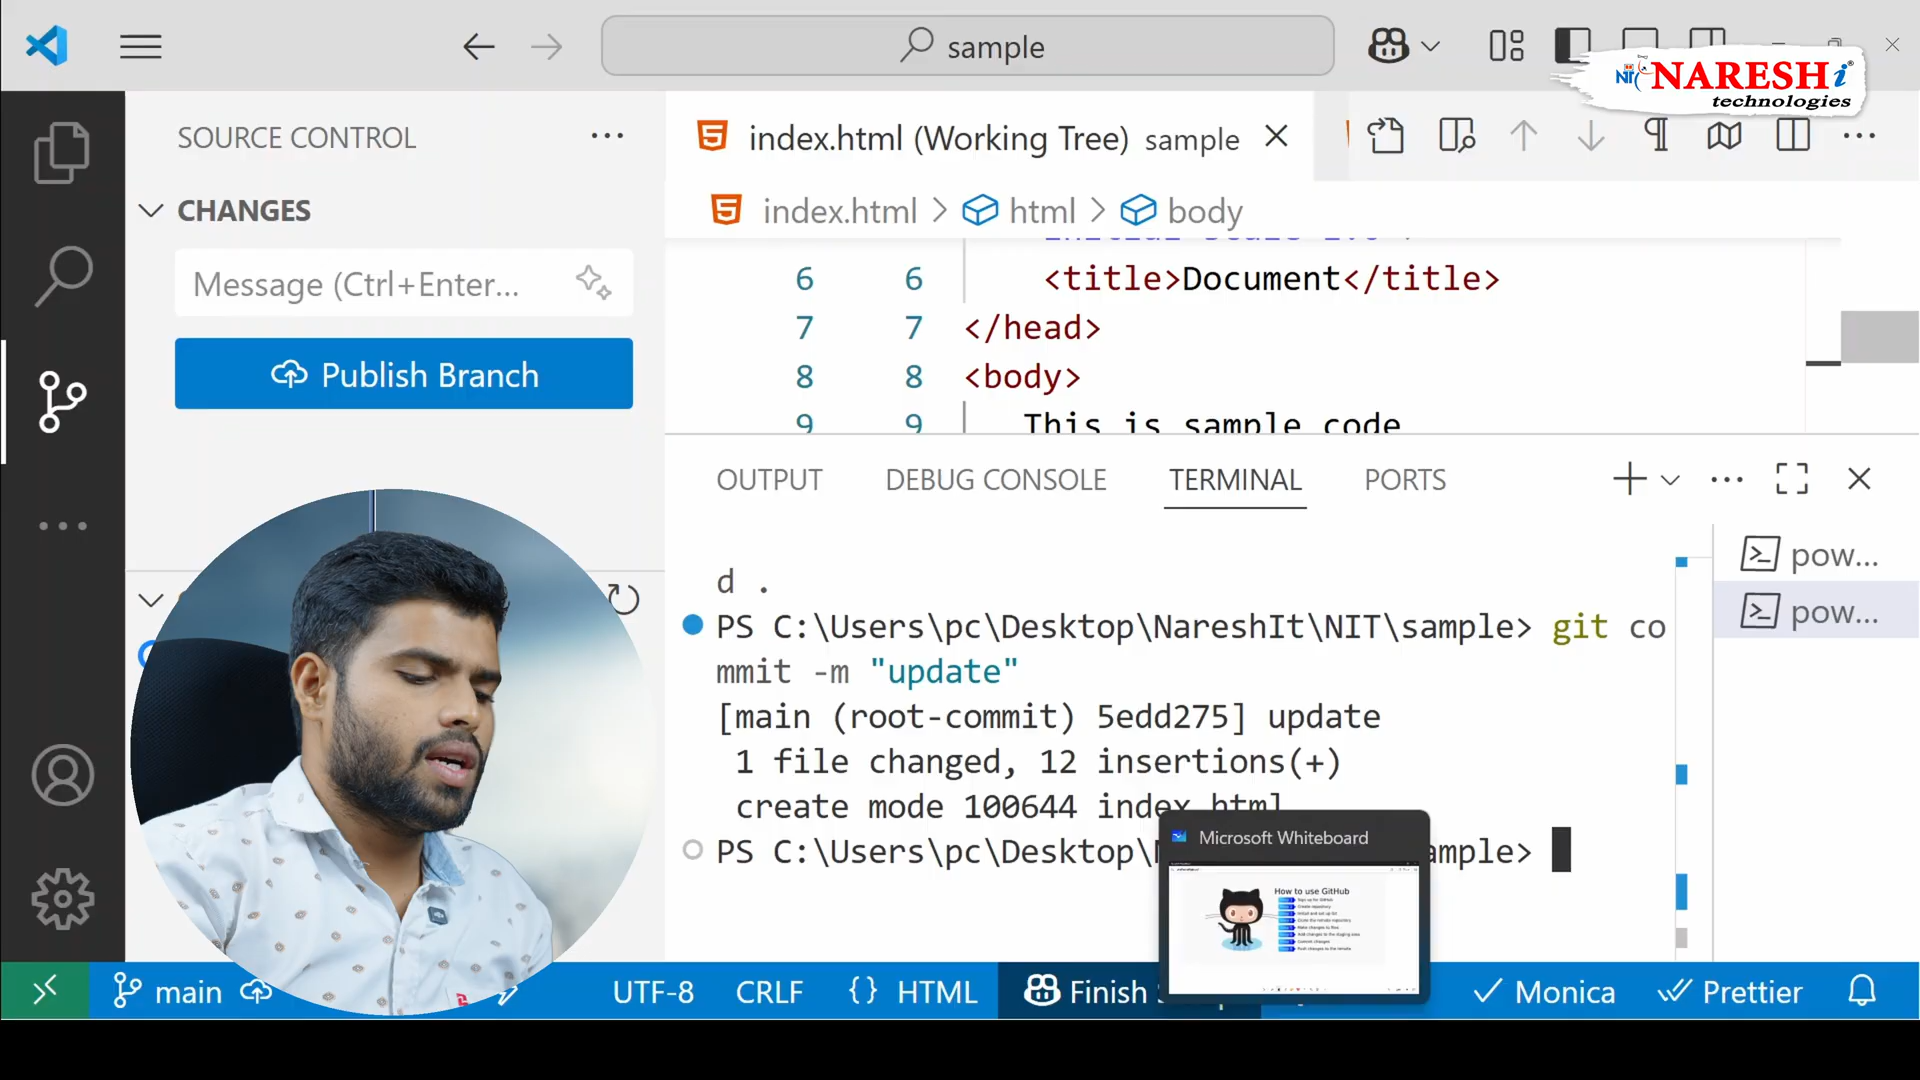 sample
NARESHi
technologies
SOURCE CONTROL
CHANGES
Message (Ctrl+Enter...
Publish Branch
index.html (Working Tree) sample
index.html > html > body
6 6 <title>Document</title>
7 7 </head>
8 8 <body>
9 9 This is sample code
OUTPUT DEBUG CONSOLE TERMINAL PORTS
d .
PS C:\Users\pc\Desktop\NareshIt\NIT\sample> git co
mmit -m "update"
[main (root-commit) 5edd275] update
1 file changed, 12 insertions(+)
create mode 100644 index.html
PS C:\Users\pc\Desktop\ ample>
pow...
pow...
Microsoft Whiteboard
How to use GitHub
main
UTF-8 CRLF {} HTML Finish
Monica
Prettier